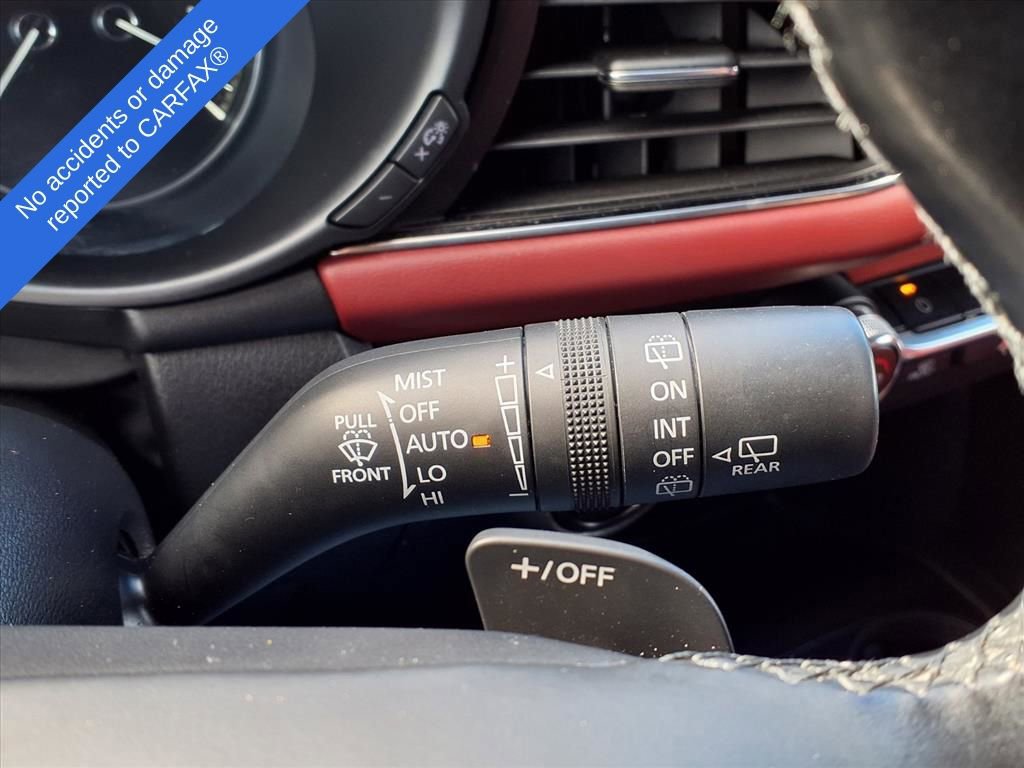 No accidents or damage
reported to CARFAX®
MIST
PULL
OFF
AUTO
FRONT
LO
HI
ON
INT
OFF
REAR
+/OFF